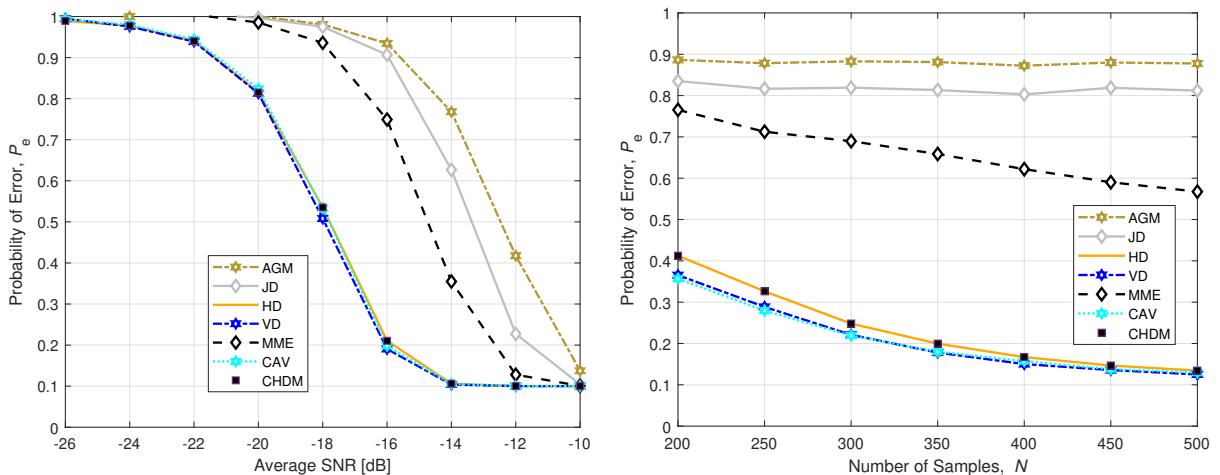 Probability of Error, Pe
1
0.9
0.8
0.7
0.6
0.5
0.4
0.3
0.2
0.1
0
-26 -24 -22 -20 -18 -16 -14 -12 -10
Average SNR [dB]
AGM
JD
HD
VD
MME
CAV
CHDM
Probability of Error, Pe
1
0.9
0.8
0.7
0.6
0.5
0.4
0.3
0.2
0.1
0
200 250 300 350 400 450 500
Number of Samples, N
AGM
JD
HD
VD
MME
CAV
CHDM